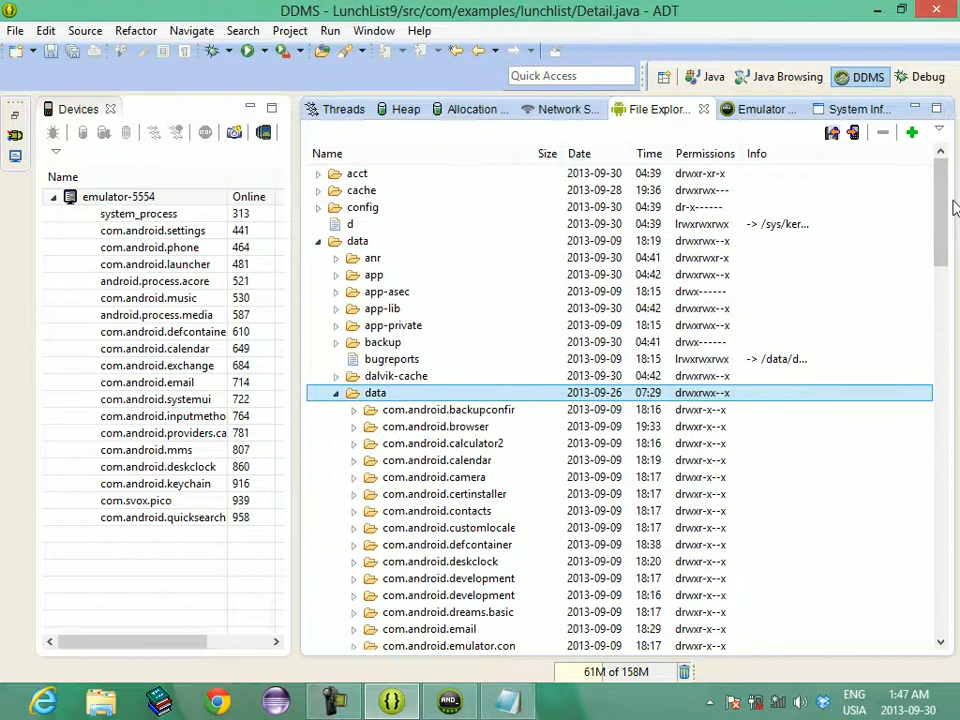 DDMS - LunchList9/src/com/examples/lunchlist/Detail.java - ADT
File Edit Source Refactor Navigate Search Project Run Window Help
Quick Access Java Java Browsing DDMS Debug
Devices
Threads Heap Allocation ... Network S... File Explor... Emulator ... System Inf...
Name
emulator-5554 Online
system_process 313
com.android.settings 441
com.android.phone 464
com.android.launcher 481
android.process.acore 521
com.android.music 530
android.process.media 587
com.android.defcontaine 610
com.android.calendar 649
com.android.exchange 684
com.android.email 714
com.android.systemui 722
com.android.inputmetho 764
com.android.providers.ca 781
com.android.mms 807
com.android.deskclock 860
com.android.keychain 916
com.svox.pico 939
com.android.quicksearch 958
Name Size Date Time Permissions Info
acct 2013-09-30 04:39 drwxr-xr-x
cache 2013-09-28 19:36 drwxrwx---
config 2013-09-30 04:39 dr-x------
d 2013-09-30 04:39 lrwxrwxrwx -> /sys/ker...
data 2013-09-09 18:19 drwxrwx--x
anr 2013-09-30 04:41 drwxrwxr-x
app 2013-09-30 04:42 drwxrwx--x
app-asec 2013-09-09 18:15 drwx------
app-lib 2013-09-30 04:42 drwxrwx--x
app-private 2013-09-09 18:15 drwxrwx--x
backup 2013-09-30 04:41 drwx------
bugreports 2013-09-09 18:15 lrwxrwxrwx -> /data/d...
dalvik-cache 2013-09-30 04:42 drwxrwx--x
data 2013-09-26 07:29 drwxrwx--x
com.android.backupconfir 2013-09-09 18:16 drwxr-x--x
com.android.browser 2013-09-09 19:33 drwxr-x--x
com.android.calculator2 2013-09-09 18:16 drwxr-x--x
com.android.calendar 2013-09-09 18:19 drwxr-x--x
com.android.camera 2013-09-09 18:17 drwxr-x--x
com.android.certinstaller 2013-09-09 18:17 drwxr-x--x
com.android.contacts 2013-09-09 18:17 drwxr-x--x
com.android.customlocale 2013-09-09 18:17 drwxr-x--x
com.android.defcontainer 2013-09-09 18:38 drwxr-x--x
com.android.deskclock 2013-09-09 18:20 drwxr-x--x
com.android.development 2013-09-09 18:17 drwxr-x--x
com.android.development 2013-09-09 18:16 drwxr-x--x
com.android.dreams.basic 2013-09-09 18:17 drwxr-x--x
com.android.email 2013-09-09 18:29 drwxr-x--x
com.android.emulator.con 2013-09-09 18:16 drwxr-x--x
61M of 158M
AND
ENG 1:47 AM
USIA 2013-09-30